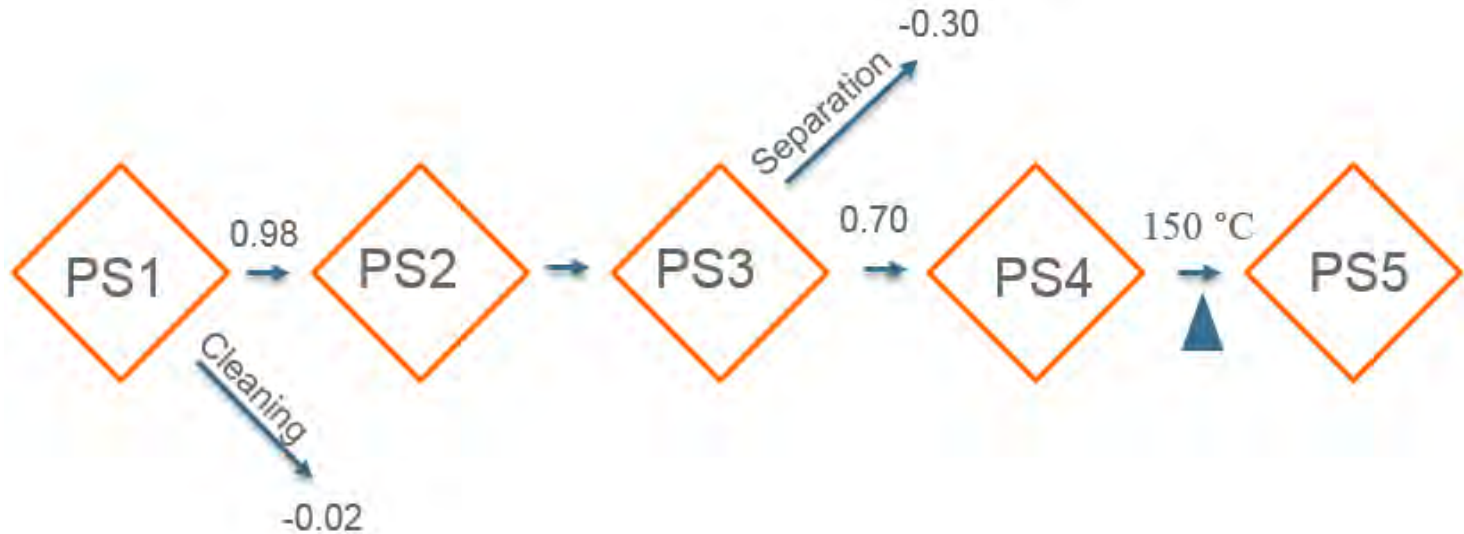 -0.30
Separation
0.98
0.70
150 °C
PS1
PS2
PS3
PS4
PS5
Cleaning
-0.02